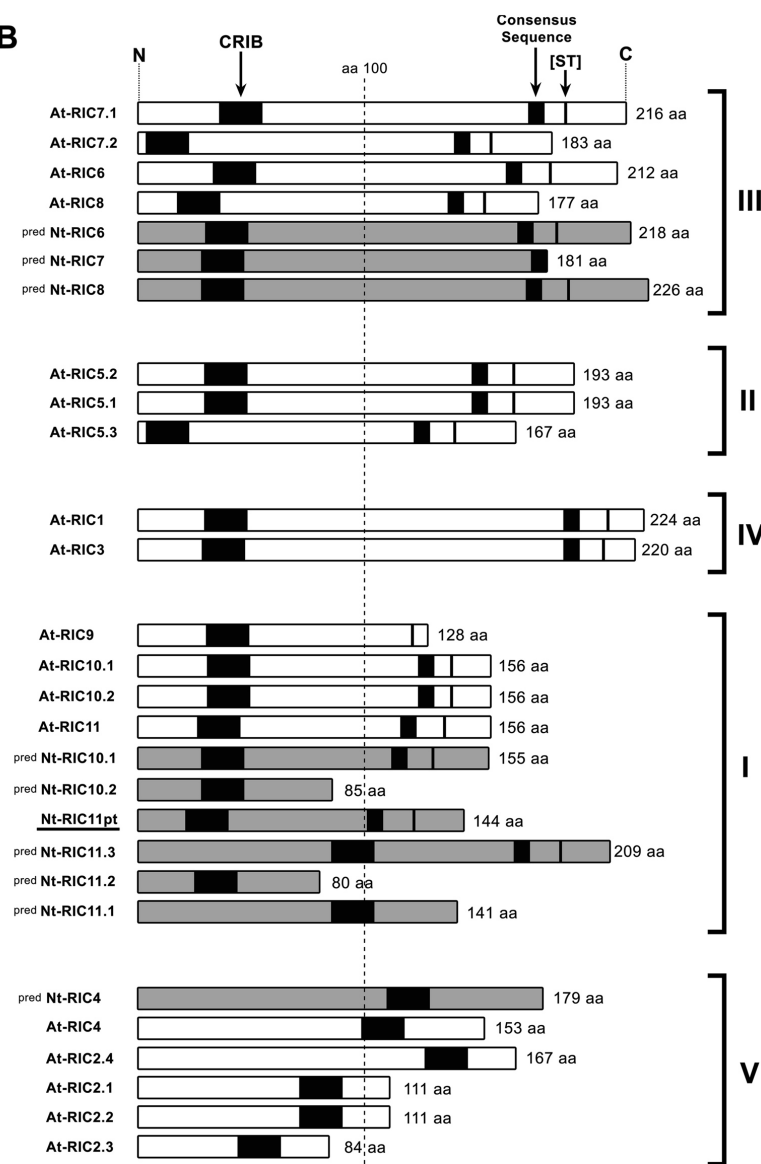 B
Consensus
Sequence
CRIB
[ST]
N
aa 100
C
At-RIC7.1 216 aa
At-RIC7.2 183 aa
At-RIC6 212 aa
At-RIC8 177 aa
III
pred Nt-RIC6 218 aa
pred Nt-RIC7 181 aa
pred Nt-RIC8 226 aa
At-RIC5.2 193 aa
At-RIC5.1 193 aa
II
At-RIC5.3 167 aa
At-RIC1 224 aa
IV
At-RIC3 220 aa
At-RIC9 128 aa
At-RIC10.1 156 aa
At-RIC10.2 156 aa
At-RIC11 156 aa
pred Nt-RIC10.1 155 aa
I
pred Nt-RIC10.2 85 aa
Nt-RIC11pt 144 aa
pred Nt-RIC11.3 209 aa
pred Nt-RIC11.2 80 aa
pred Nt-RIC11.1 141 aa
pred Nt-RIC4 179 aa
At-RIC4 153 aa
At-RIC2.4 167 aa
V
At-RIC2.1 111 aa
At-RIC2.2 111 aa
At-RIC2.3 84 aa